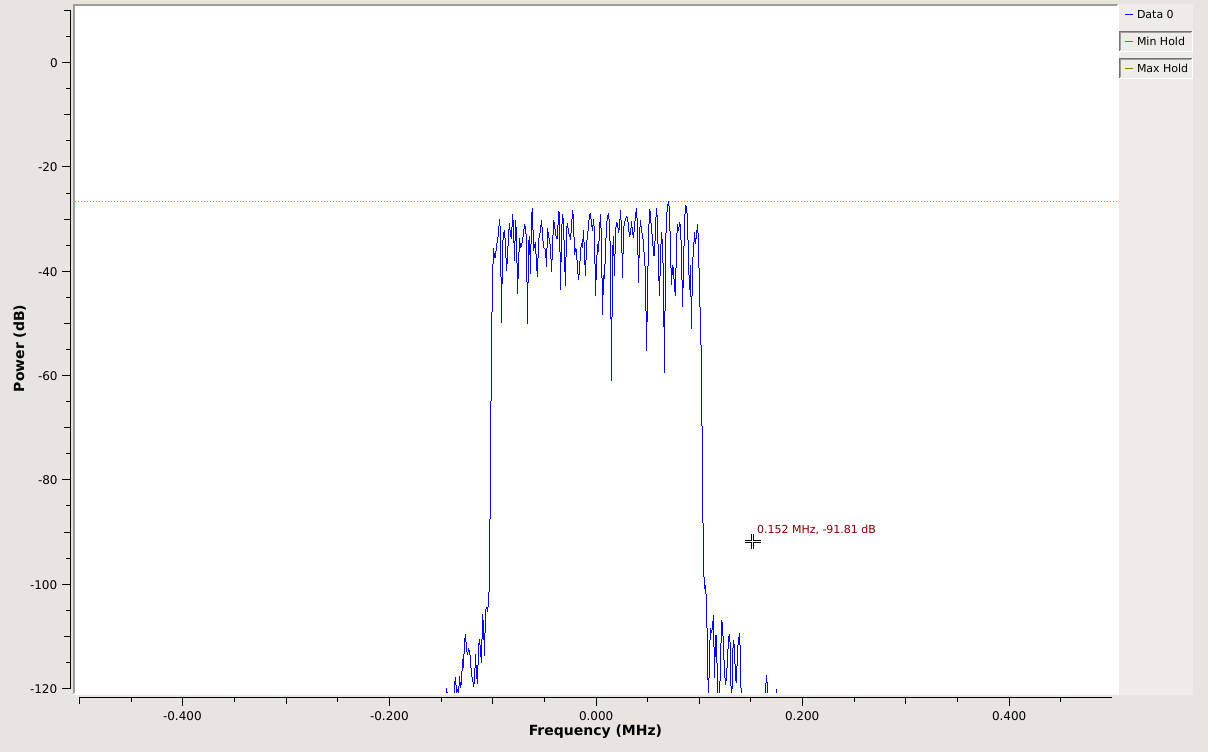 Data 0
Min Hold
Max Hold
0
-20
-40
-60
-80
-100
-120
Power (dB)
0.152 MHz, -91.81 dB
-0.400 -0.200 0.000 0.200 0.400
Frequency (MHz)